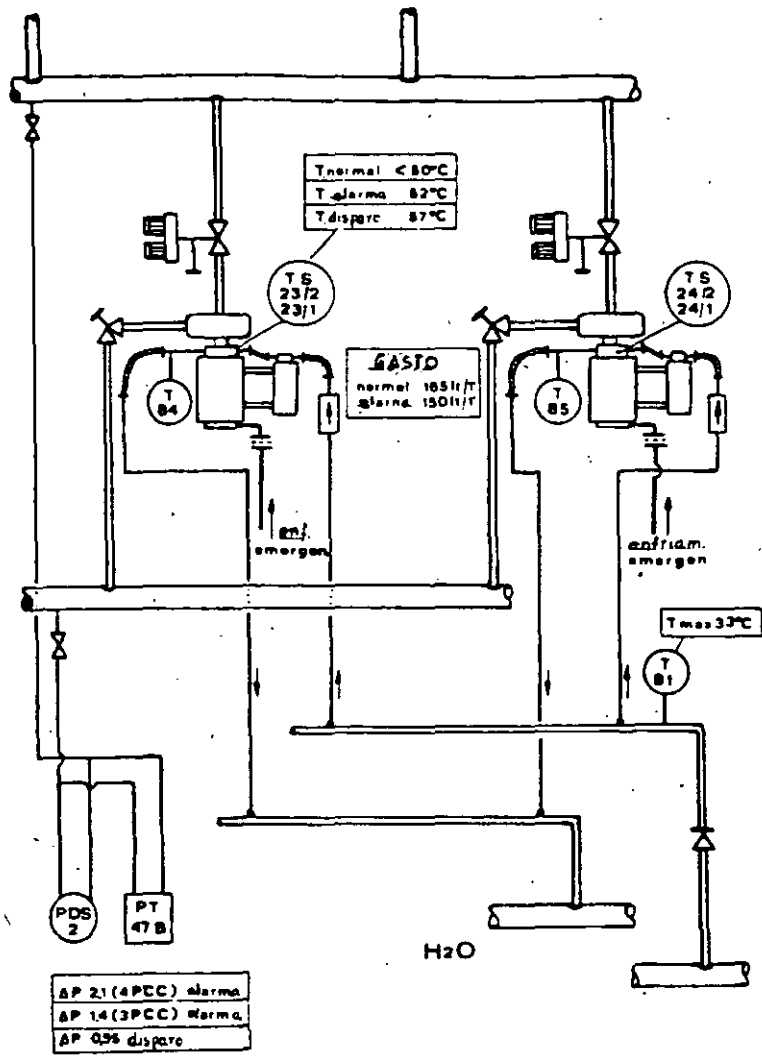 T normal < 80°C
T alarma 82°C
T disparo 87°C
TS
23/2
23/1
TS
24/2
24/1
GASTO
normal 165 lt/T
alarma 150 lt/T
T
84
T
85
enf.
emergen
enfriam.
emergen
T max 33°C
T
81
PDS
2
PT
47 B
H2O
ΔP 2,1 (4PCC) alarma
ΔP 1,4 (3PCC) alarma
ΔP 0,95 disparo